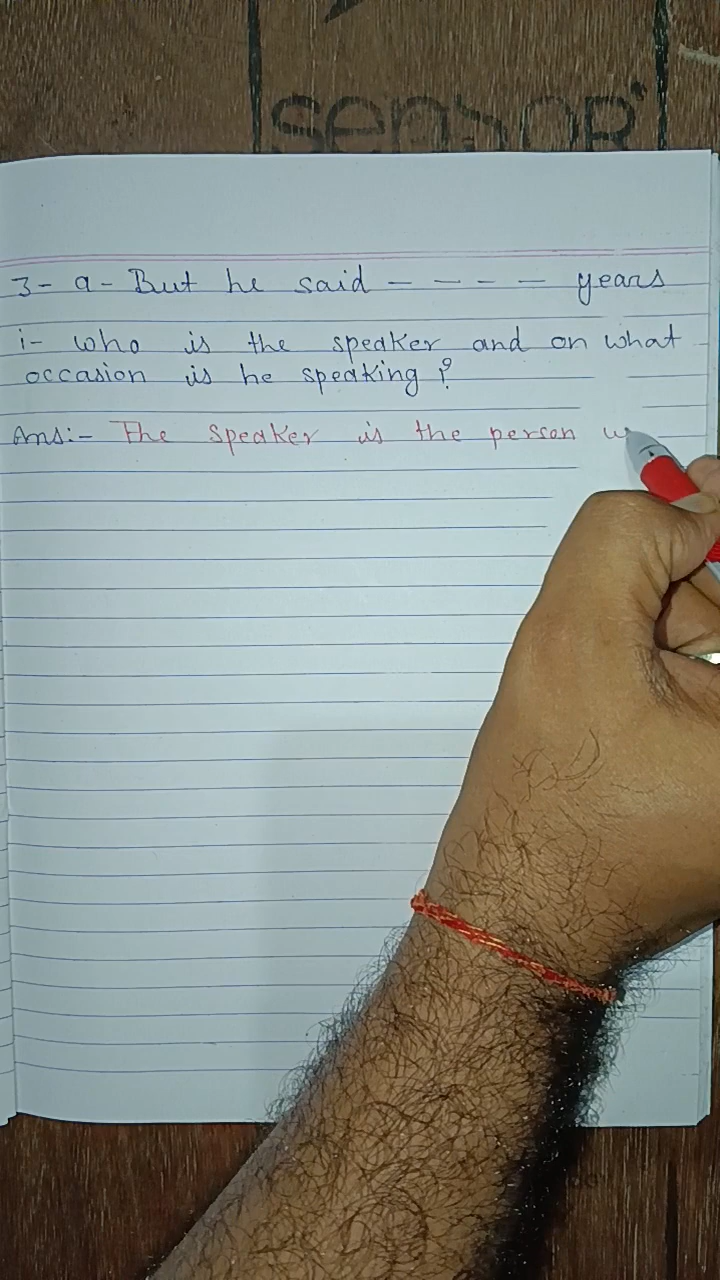 SenSOR
3- a- But he said - - - - years
i- who is the speaker and on what
occasion is he speaking ?
Ans:- The Speaker is the person w